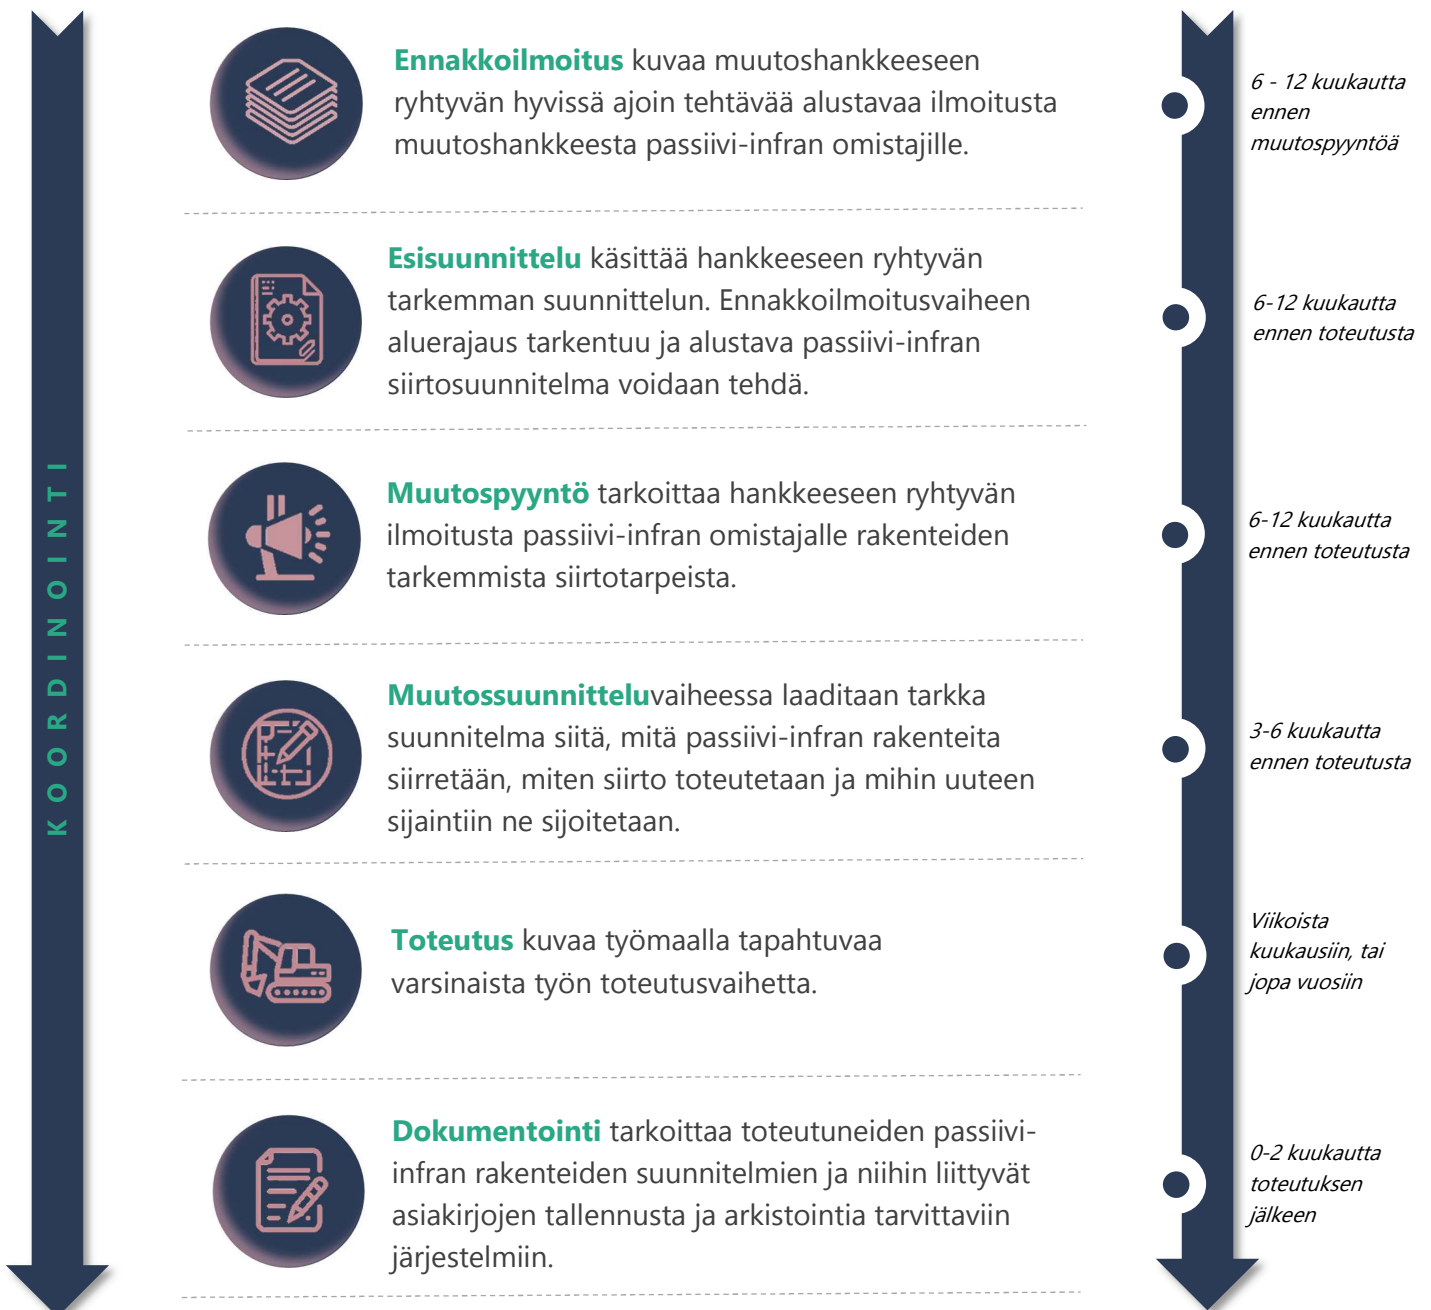 KOORDINOINTI
Ennakkoilmoitus kuvaa muutoshankkeeseen
ryhtyvän hyvissä ajoin tehtävää alustavaa ilmoitusta
muutoshankkeesta passiivi-infran omistajille.
6 - 12 kuukautta
ennen
muutospyyntöä
Esisuunnittelu käsittää hankkeeseen ryhtyvän
tarkemman suunnittelun. Ennakkoilmoitusvaiheen
aluerajaus tarkentuu ja alustava passiivi-infran
siirtosuunnitelma voidaan tehdä.
6-12 kuukautta
ennen toteutusta
Muutospyyntö tarkoittaa hankkeeseen ryhtyvän
ilmoitusta passiivi-infran omistajalle rakenteiden
tarkemmista siirtotarpeista.
6-12 kuukautta
ennen toteutusta
Muutossuunnitteluvaiheessa laaditaan tarkka
suunnitelma siitä, mitä passiivi-infran rakenteita
siirretään, miten siirto toteutetaan ja mihin uuteen
sijaintiin ne sijoitetaan.
3-6 kuukautta
ennen toteutusta
Toteutus kuvaa työmaalla tapahtuvaa
varsinaista työn toteutusvaihetta.
Viikoista
kuukausiin, tai
jopa vuosiin
Dokumentointi tarkoittaa toteutuneiden passiivi-
infran rakenteiden suunnitelmien ja niihin liittyvät
asiakirjojen tallennusta ja arkistointia tarvittaviin
järjestelmiin.
0-2 kuukautta
toteutuksen
jälkeen